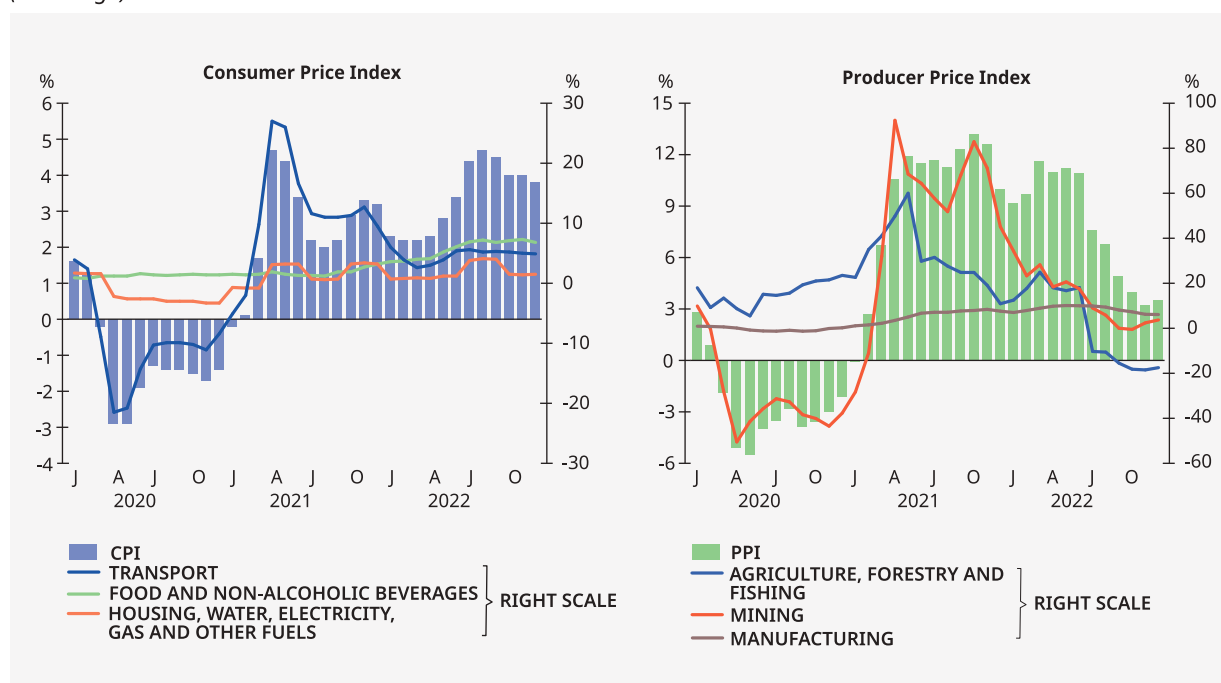 Consumer Price Index
%
%
6
5
4
3
2
1
0
-1
-2
-3
-4
30
20
10
0
-10
-20
-30
J A J O J A J O J A J O
2020 2021 2022
CPI
TRANSPORT
FOOD AND NON-ALCOHOLIC BEVERAGES
HOUSING, WATER, ELECTRICITY,
GAS AND OTHER FUELS
RIGHT SCALE
Producer Price Index
%
%
15
12
9
6
3
0
-3
-6
100
80
60
40
20
0
-20
-40
-60
J A J O J A J O J A J O
2020 2021 2022
PPI
AGRICULTURE, FORESTRY AND
FISHING
MINING
MANUFACTURING
RIGHT SCALE